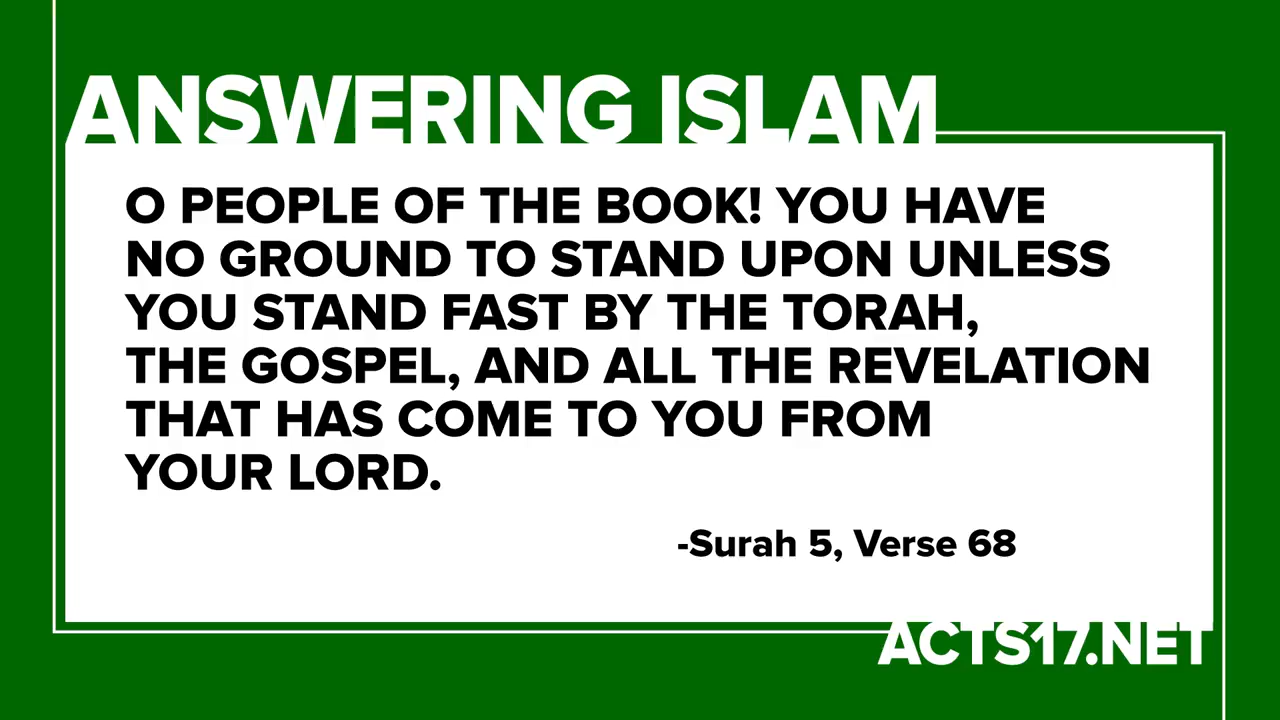 ANSWERING ISLAM
O PEOPLE OF THE BOOK! YOU HAVE
NO GROUND TO STAND UPON UNLESS
YOU STAND FAST BY THE TORAH,
THE GOSPEL, AND ALL THE REVELATION
THAT HAS COME TO YOU FROM
YOUR LORD.
-Surah 5, Verse 68
ACTS17.NET